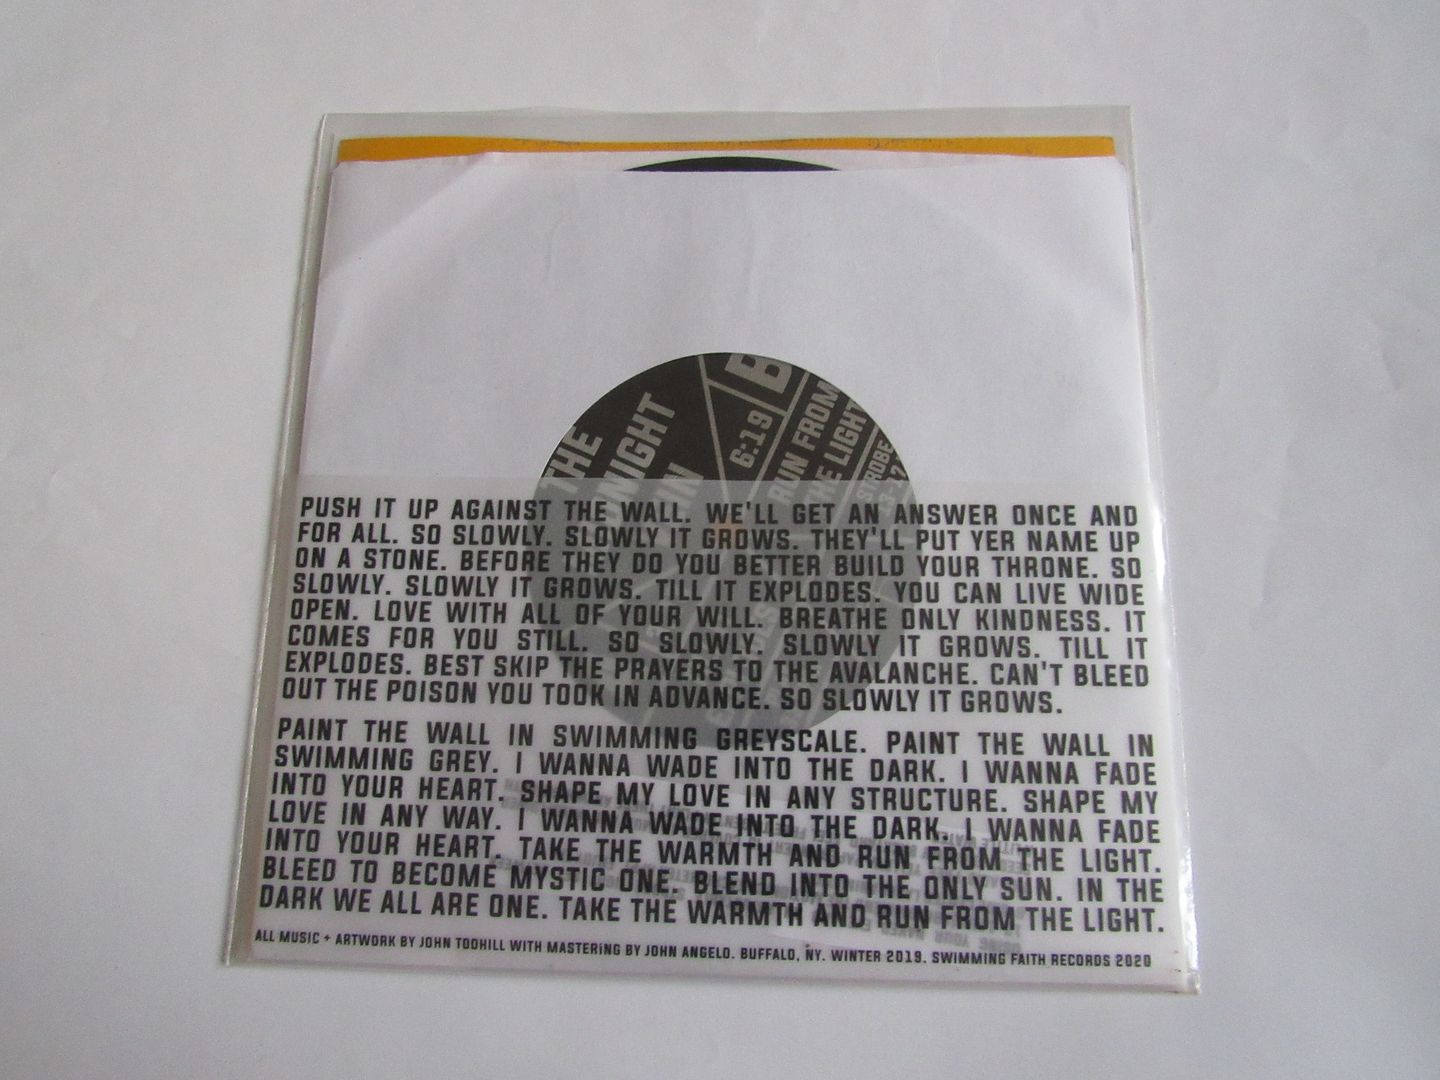 THE
NIGHT
IN
6:19
B
RUN FROM
THE LIGHT
STROBE
PUSH IT UP AGAINST THE WALL. WE'LL GET AN ANSWER ONCE AND
FOR ALL. SO SLOWLY. SLOWLY IT GROWS. THEY'LL PUT YER NAME UP
ON A STONE. BEFORE THEY DO YOU BETTER BUILD YOUR THRONE. SO
SLOWLY. SLOWLY IT GROWS. TILL IT EXPLODES. YOU CAN LIVE WIDE
OPEN. LOVE WITH ALL OF YOUR WILL. BREATHE ONLY KINDNESS. IT
COMES FOR YOU STILL. SO SLOWLY. SLOWLY IT GROWS. TILL IT
EXPLODES. BEST SKIP THE PRAYERS TO THE AVALANCHE. CAN'T BLEED
OUT THE POISON YOU TOOK IN ADVANCE. SO SLOWLY IT GROWS.
PAINT THE WALL IN SWIMMING GREYSCALE. PAINT THE WALL IN
SWIMMING GREY. I WANNA WADE INTO THE DARK. I WANNA FADE
INTO YOUR HEART. SHAPE MY LOVE IN ANY STRUCTURE. SHAPE MY
LOVE IN ANY WAY. I WANNA WADE INTO THE DARK. I WANNA FADE
INTO YOUR HEART. TAKE THE WARMTH AND RUN FROM THE LIGHT.
BLEED TO BECOME MYSTIC ONE. BLEND INTO THE ONLY SUN. IN THE
DARK WE ALL ARE ONE. TAKE THE WARMTH AND RUN FROM THE LIGHT.
ALL MUSIC + ARTWORK BY JOHN TOOHILL WITH MASTERiNG BY JOHN ANGELO. BUFFALO, NY. WINTER 2019. SWIMMING FAITH RECORDS 2020